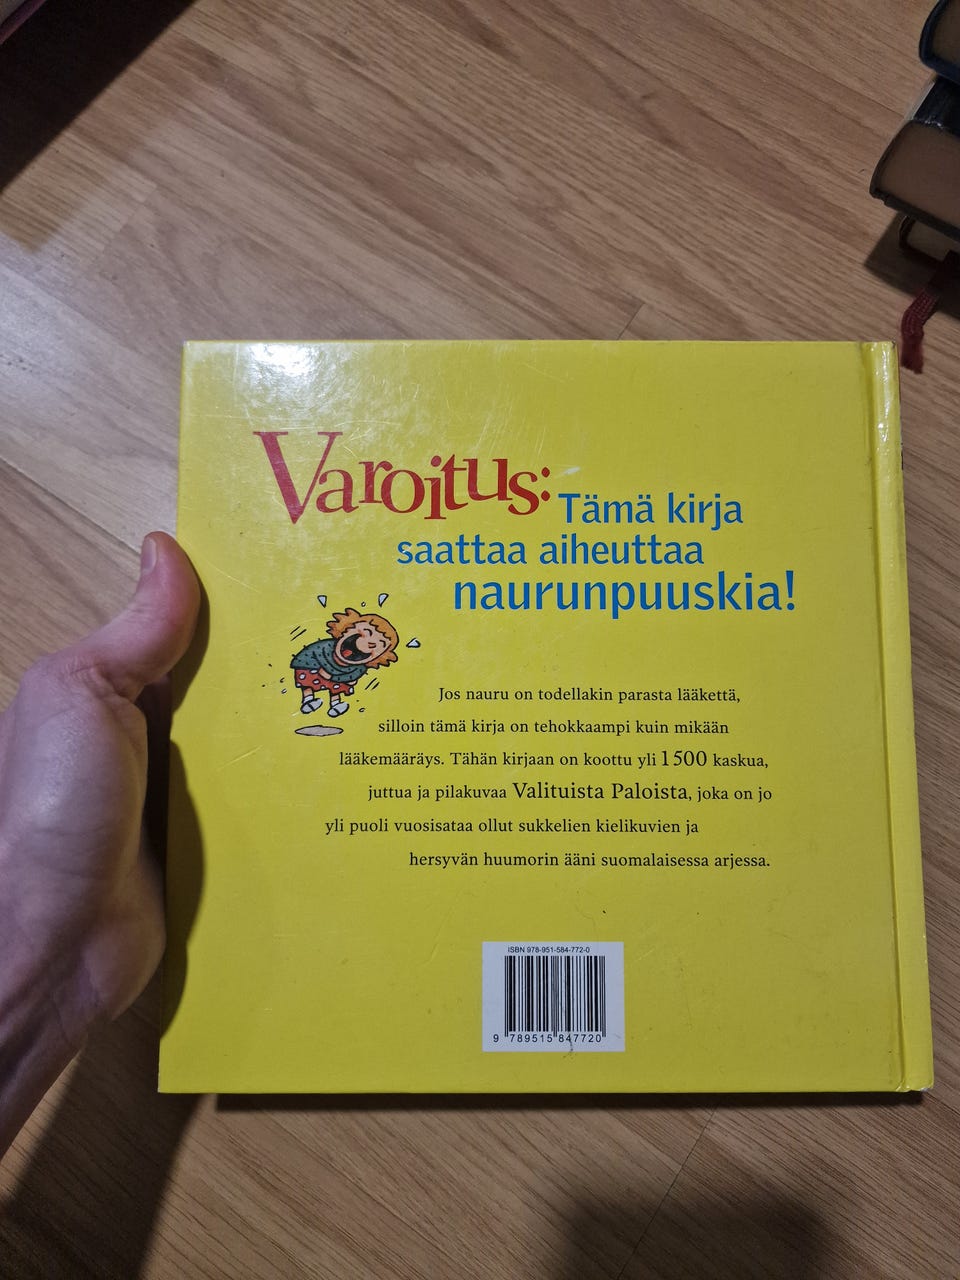 Varoitus: Tämä kirja
saattaa aiheuttaa
naurunpuuskia!
Jos nauru on todellakin parasta lääkettä,
silloin tämä kirja on tehokkaampi kuin mikään
lääkemääräys. Tähän kirjaan on koottu yli 1500 kaskua,
juttua ja pilakuvaa Valituista Paloista, joka on jo
yli puoli vuosisataa ollut sukkelien kielikuvien ja
hersyvän huumorin ääni suomalaisessa arjessa.
ISBN 978-951-584-772-0
9 789515 847720